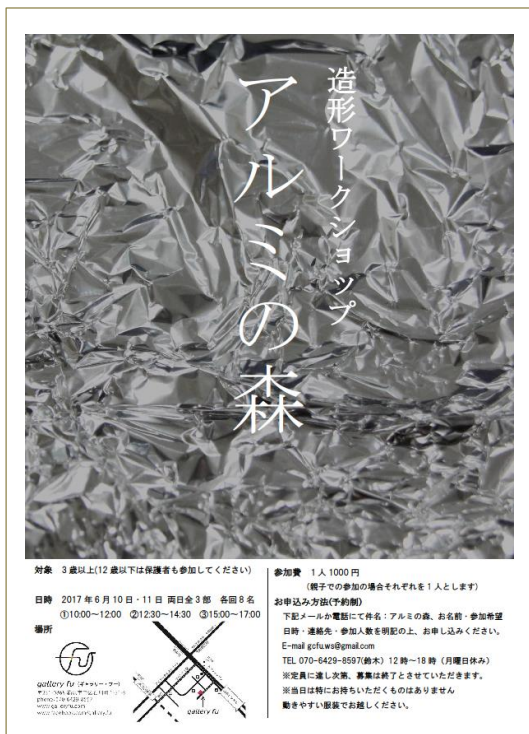 造形ワークショップ
アルミの森
対象 3歳以上(12歳以下は保護者も参加してください)
日時 2017年6月10日・11日 両日全3部 各回8名
①10:00~12:00 ②12:30~14:30 ③15:00~17:00
場所
fu
gallery fu (ギャラリー・フー)
gallery fu
参加費 1人1000円
(親子での参加の場合それぞれを1人とします)
お申込み方法(予約制)
下記メールか電話にて件名:アルミの森、お名前・参加希望
日時・連絡先・参加人数を明記の上、お申し込みください。
E-mail gcfu.ws@gmail.com
TEL 070-6429-8597(鈴木)12時~18時(月曜日休み)
※定員に達し次第、募集は終了とさせていただきます。
※当日は特にお持ちいただくものはありません
動きやすい服装でお越しください。